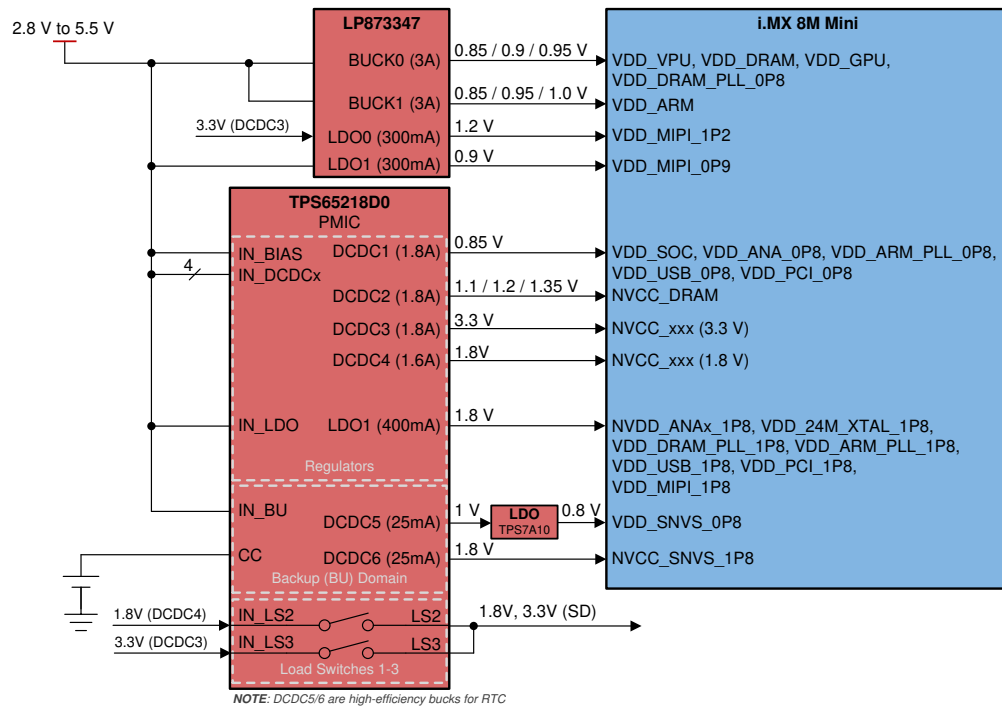 2.8 V to 5.5 V
LP873347
BUCK0 (3A)
BUCK1 (3A)
3.3V (DCDC3)
LDO0 (300mA)
LDO1 (300mA)
0.85 / 0.9 / 0.95 V
0.85 / 0.95 / 1.0 V
1.2 V
0.9 V
i.MX 8M Mini
VDD_VPU, VDD_DRAM, VDD_GPU,
VDD_DRAM_PLL_0P8
VDD_ARM
VDD_MIPI_1P2
VDD_MIPI_0P9
TPS65218D0
PMIC
IN_BIAS
4
IN_DCDCx
DCDC1 (1.8A)
0.85 V
VDD_SOC, VDD_ANA_0P8, VDD_ARM_PLL_0P8,
VDD_USB_0P8, VDD_PCI_0P8
DCDC2 (1.8A)
1.1 / 1.2 / 1.35 V
NVCC_DRAM
DCDC3 (1.8A)
3.3 V
NVCC_xxx (3.3 V)
DCDC4 (1.6A)
1.8V
NVCC_xxx (1.8 V)
IN_LDO
LDO1 (400mA)
1.8 V
NVDD_ANAx_1P8, VDD_24M_XTAL_1P8,
VDD_DRAM_PLL_1P8, VDD_ARM_PLL_1P8,
VDD_USB_1P8, VDD_PCI_1P8,
VDD_MIPI_1P8
Regulators
IN_BU
DCDC5 (25mA)
1 V
LDO
TPS7A10
0.8 V
VDD_SNVS_0P8
CC
DCDC6 (25mA)
1.8 V
NVCC_SNVS_1P8
Backup (BU) Domain
1.8V (DCDC4)
IN_LS2
LS2
1.8V, 3.3V (SD)
3.3V (DCDC3)
IN_LS3
LS3
Load Switches 1-3
NOTE: DCDC5/6 are high-efficiency bucks for RTC